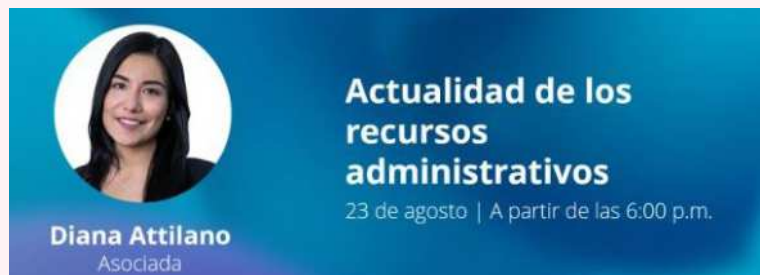 Actualidad de los
recursos
administrativos
23 de agosto | A partir de las 6:00 p.m.
Diana Attilano
Asociada